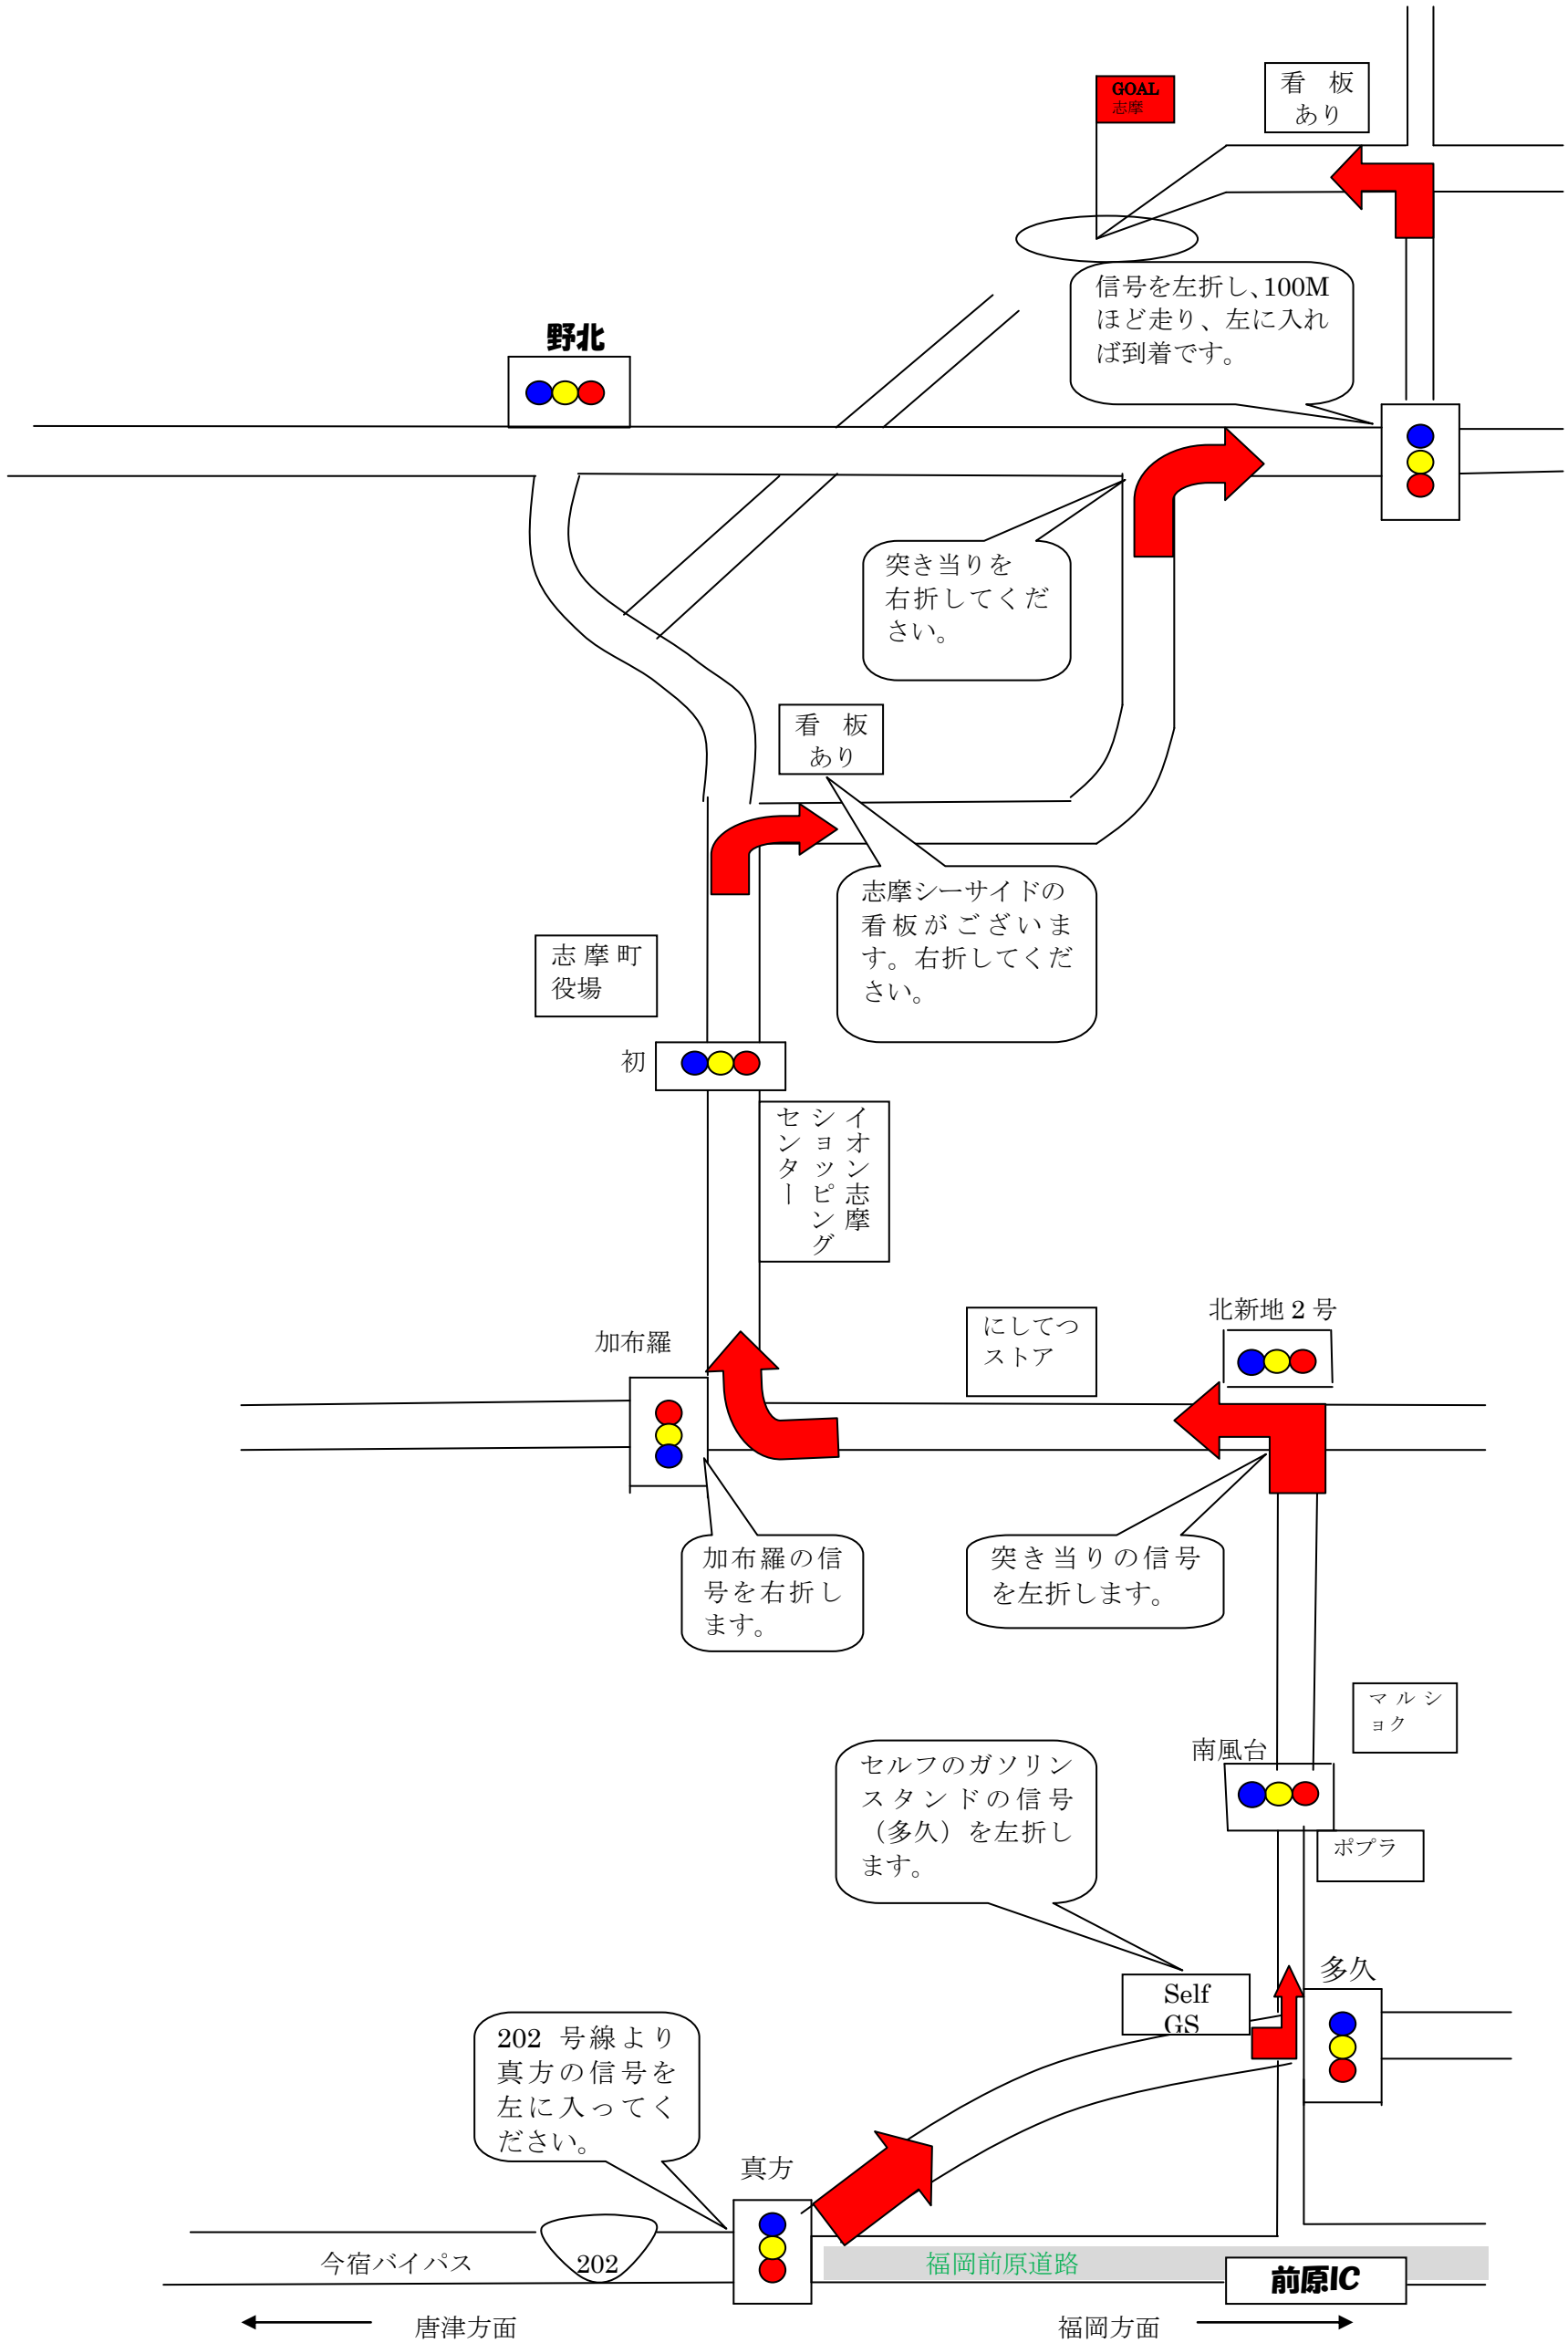 看 板
あり
GOAL
志摩
信号を左折し、100M
ほど走り、左に入れ
ば到着です。
野北
突き当りを
右折してくだ
さい。
看 板
あり
志摩シーサイドの
看板がございま
す。右折してくだ
さい。
志摩町
役場
初
イオン志摩
ショッピング
センター
北新地 2 号
にしてつ
ストア
加布羅
加布羅の信
号を右折し
ます。
突き当りの信号
を左折します。
マルシ
ョク
南風台
セルフのガソリン
スタンドの信号
(多久)を左折し
ます。
ポプラ
多久
Self
GS
202 号線より
真方の信号を
左に入ってく
ださい。
真方
今宿バイパス
202
福岡前原道路
前原IC
唐津方面
福岡方面